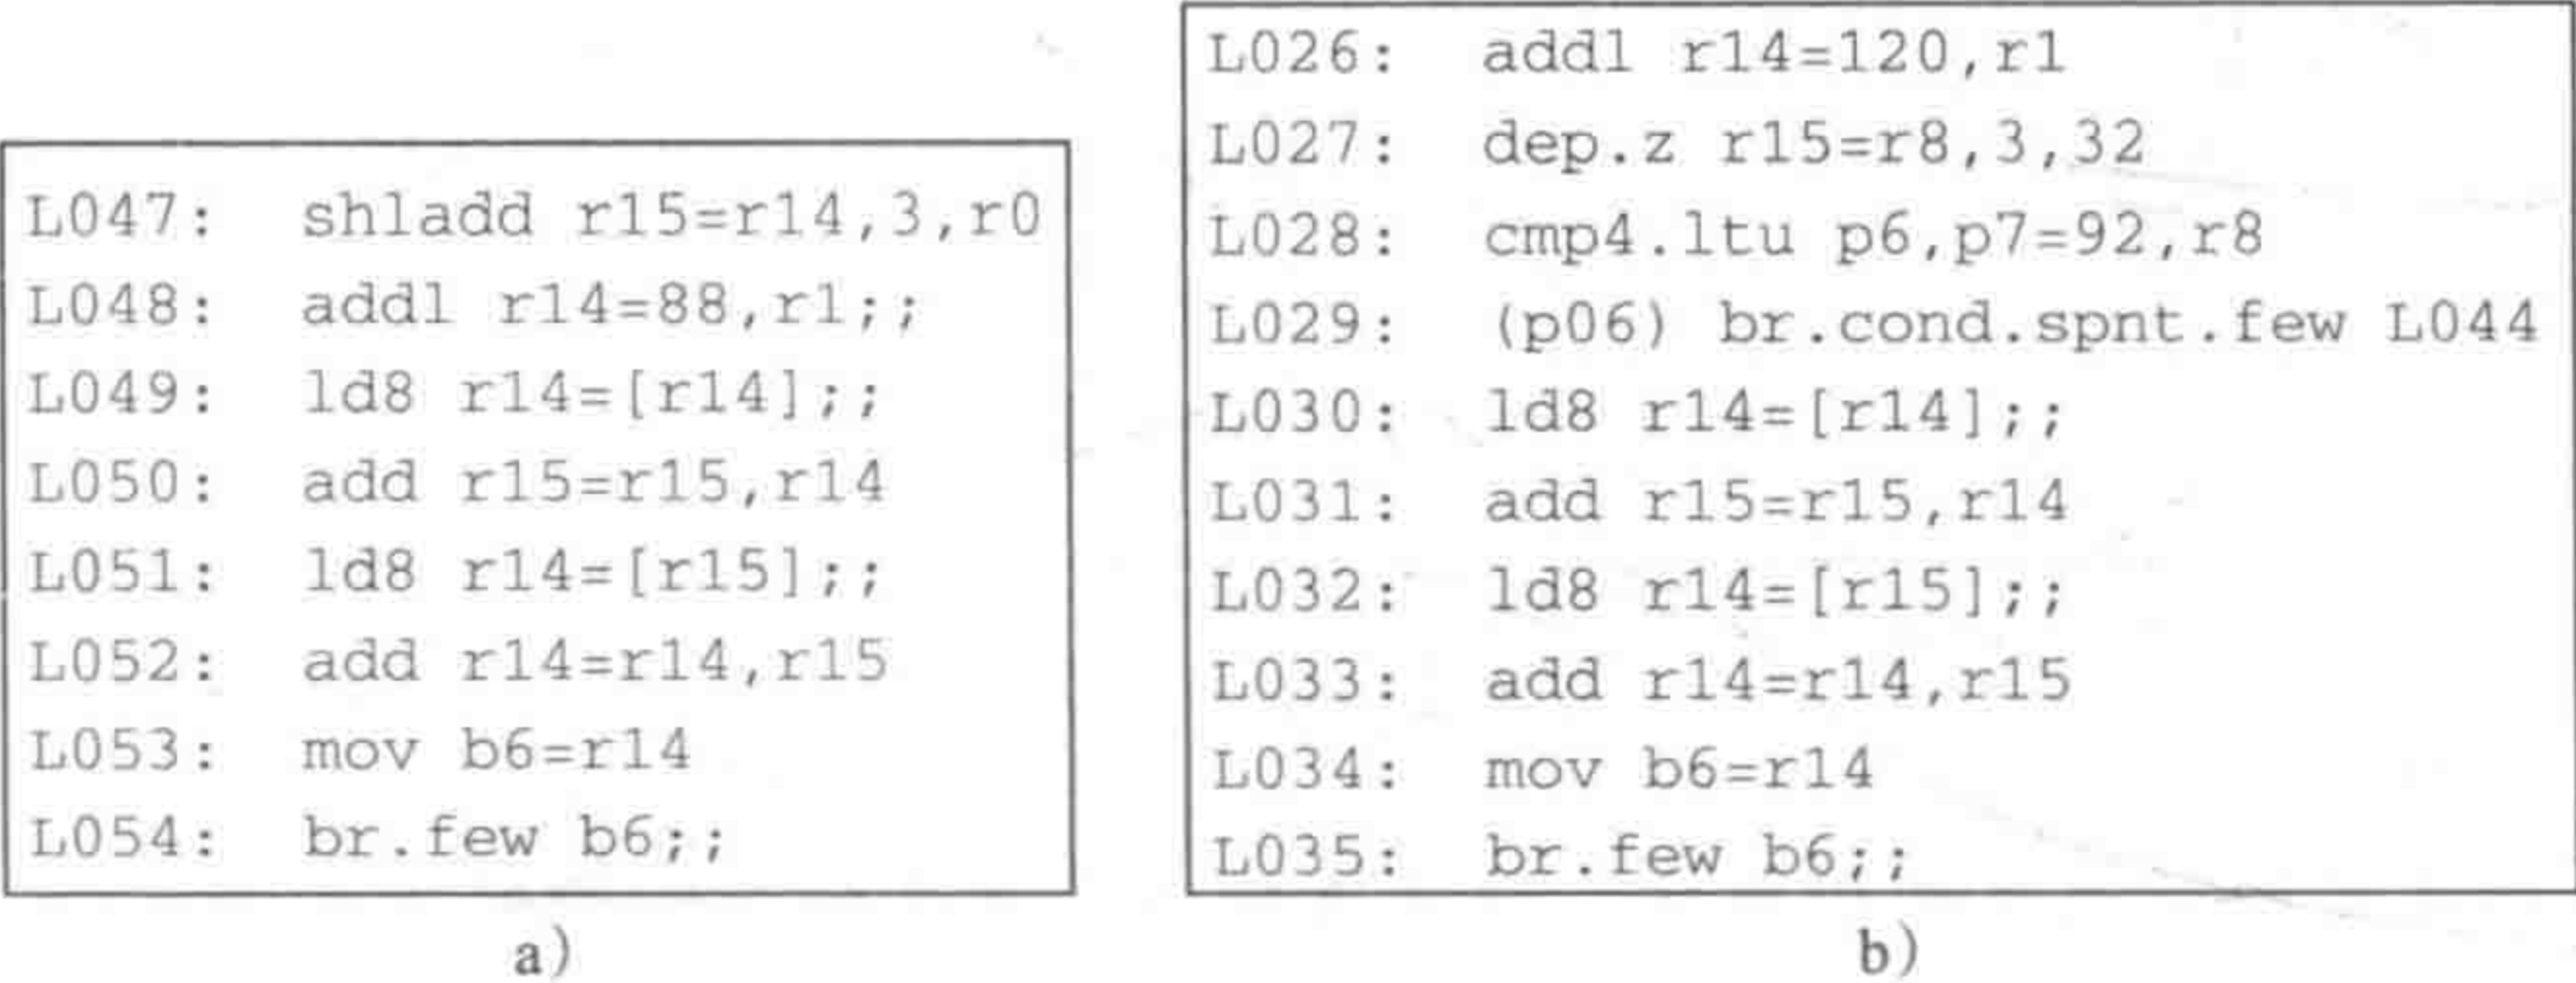 L047: shladd r15=r14,3,r0
L048: addl r14=88,r1;;
L049: ld8 r14=[r14];;
L050: add r15=r15,r14
L051: ld8 r14=[r15];;
L052: add r14=r14,r15
L053: mov b6=r14
L054: br.few b6;;
a)
L026: addl r14=120,r1
L027: dep.z r15=r8,3,32
L028: cmp4.ltu p6,p7=92,r8
L029: (p06) br.cond.spnt.few L044
L030: ld8 r14=[r14];;
L031: add r15=r15,r14
L032: ld8 r14=[r15];;
L033: add r14=r14,r15
L034: mov b6=r14
L035: br.few b6;;
b)